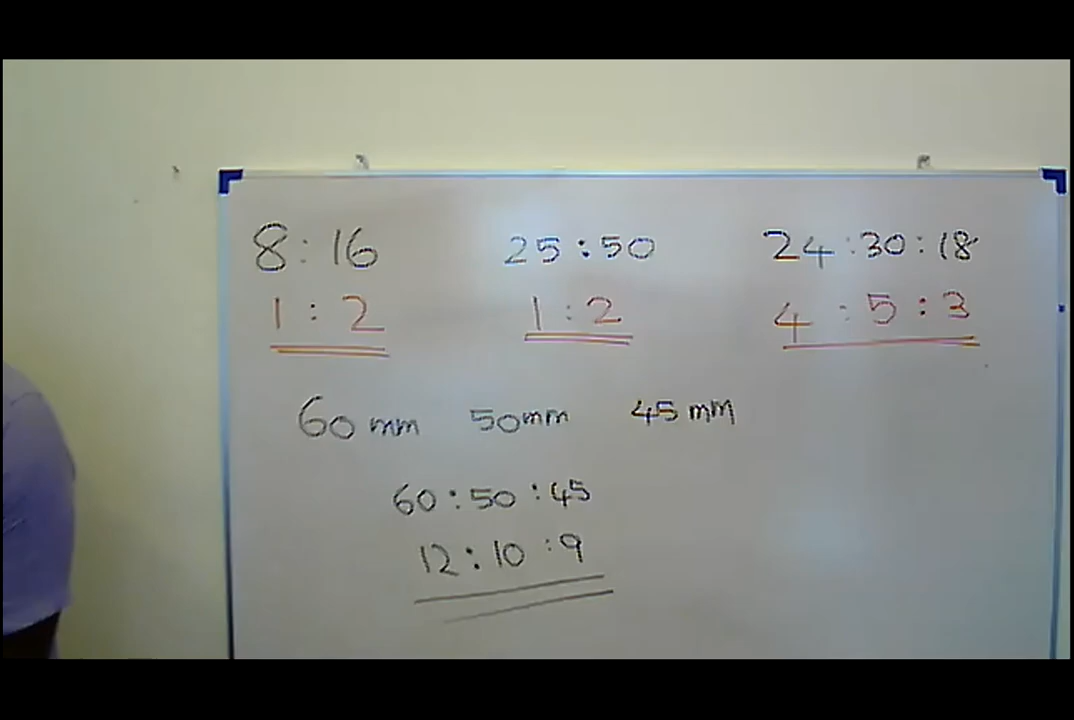 8 : 16 25 : 50 24 : 30 : 18
1 : 2 1 : 2 4 : 5 : 3
60 mm 50mm 45 mm
60 : 50 : 45
12 : 10 : 9